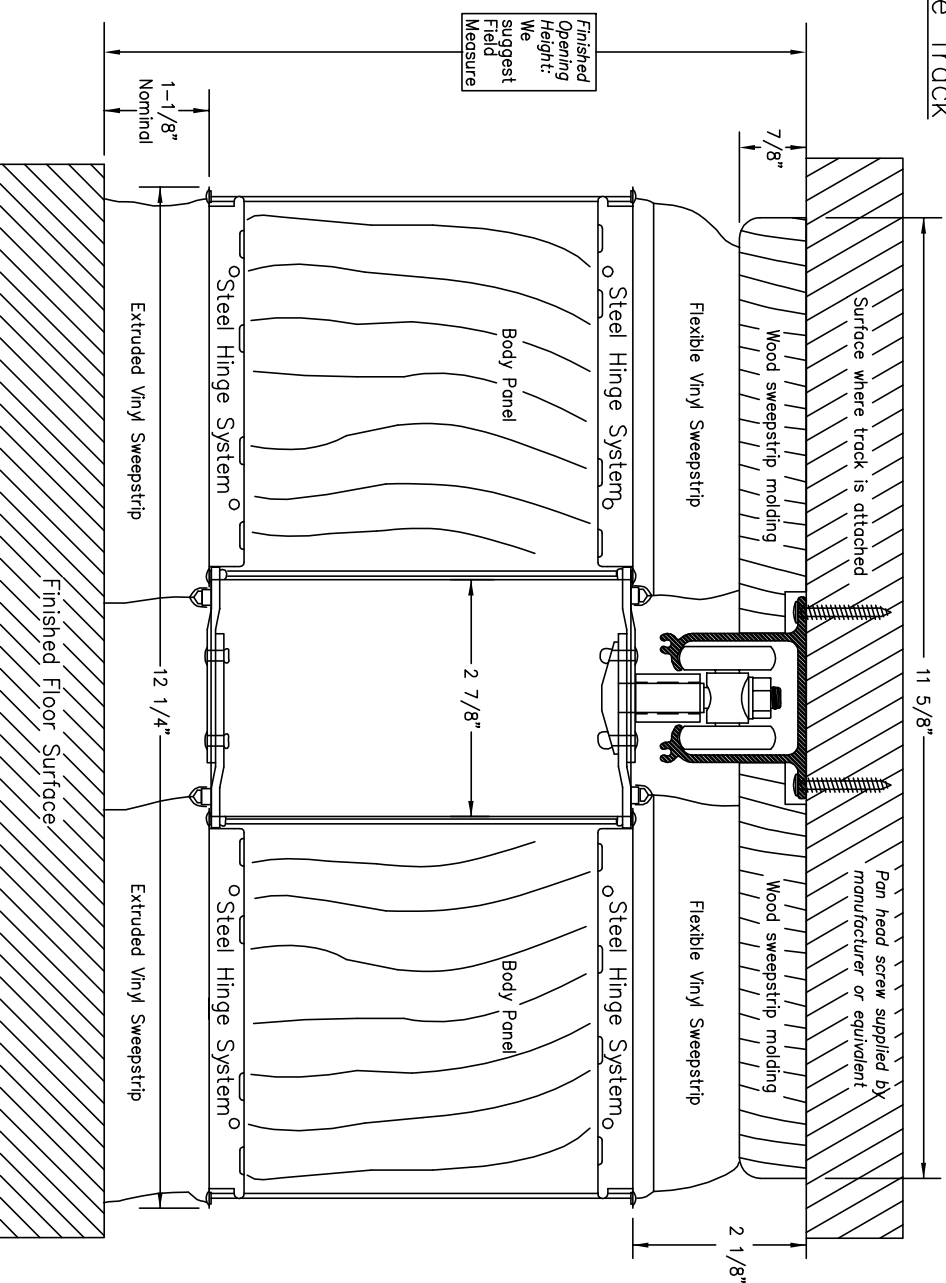 e Track
11 5/8"
Surface where track is attached
Pan head screw supplied by
manufacturer or equivalent
7/8"
Wood sweepstrip molding
Wood sweepstrip molding
2 1/8"
Flexible Vinyl Sweepstrip
Flexible Vinyl Sweepstrip
Steel Hinge System
Steel Hinge System
Finished
Opening
Height:
We
suggest
Field
Measure
Body Panel
2 7/8"
Body Panel
Steel Hinge System
Steel Hinge System
1-1/8"
Nominal
12 1/4"
Extruded Vinyl Sweepstrip
Extruded Vinyl Sweepstrip
Finished Floor Surface